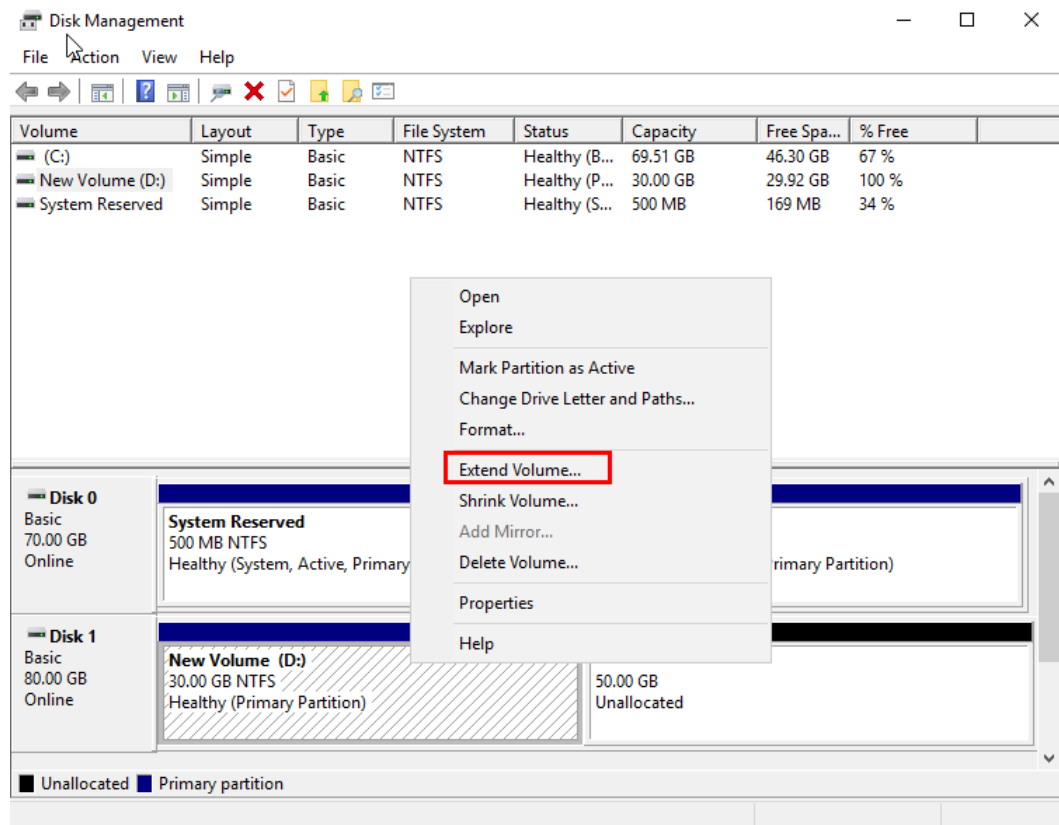 Disk Management
File Action View Help
Volume Layout Type File System Status Capacity Free Spa... % Free
(C:) Simple Basic NTFS Healthy (B... 69.51 GB 46.30 GB 67 %
New Volume (D:) Simple Basic NTFS Healthy (P... 30.00 GB 29.92 GB 100 %
System Reserved Simple Basic NTFS Healthy (S... 500 MB 169 MB 34 %
Open
Explore
Mark Partition as Active
Change Drive Letter and Paths...
Format...
Extend Volume...
Shrink Volume...
Add Mirror...
Delete Volume...
Properties
Help
Disk 0
Basic
70.00 GB
Online
System Reserved
500 MB NTFS
Healthy (System, Active, Primary
rimary Partition)
Disk 1
Basic
80.00 GB
Online
New Volume (D:)
30.00 GB NTFS
Healthy (Primary Partition)
50.00 GB
Unallocated
Unallocated Primary partition